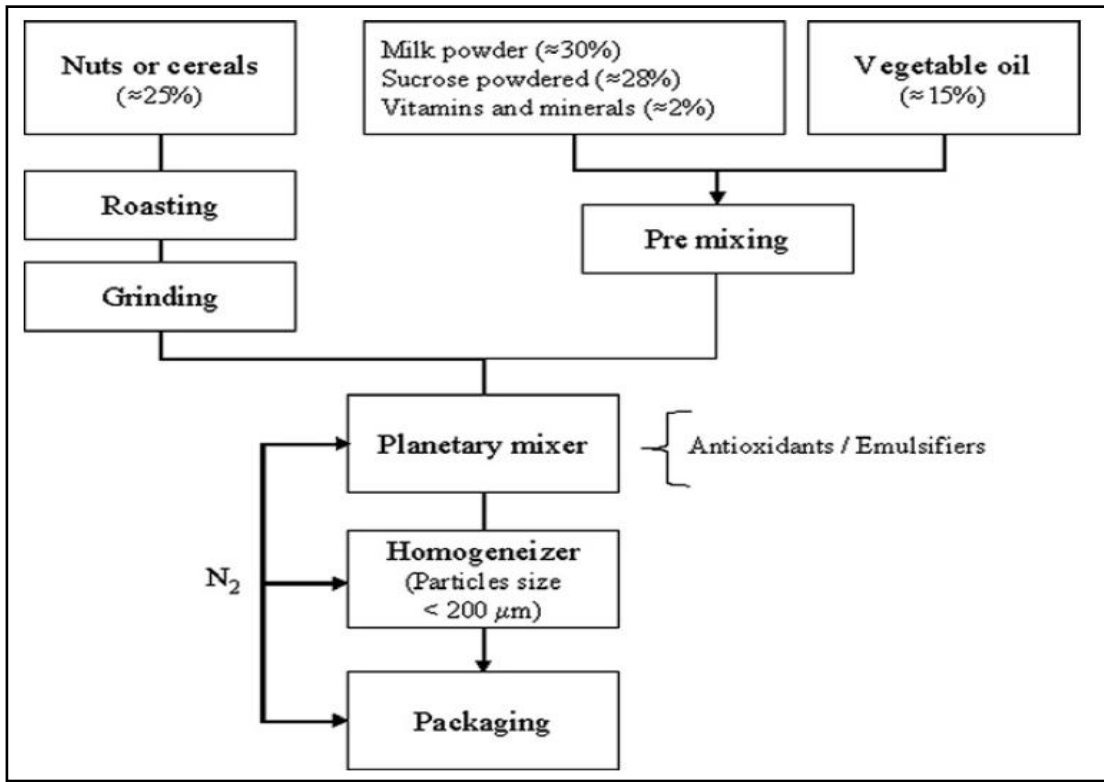 Nuts or cereals
(≈25%)
Milk powder (≈30%)
Sucrose powdered (≈28%)
Vitamins and minerals (≈2%)
Vegetable oil
(≈15%)
Roasting
Pre mixing
Grinding
Planetary mixer
Antioxidants / Emulsifiers
Homogeneizer
(Particles size
< 200 μm)
N₂
Packaging